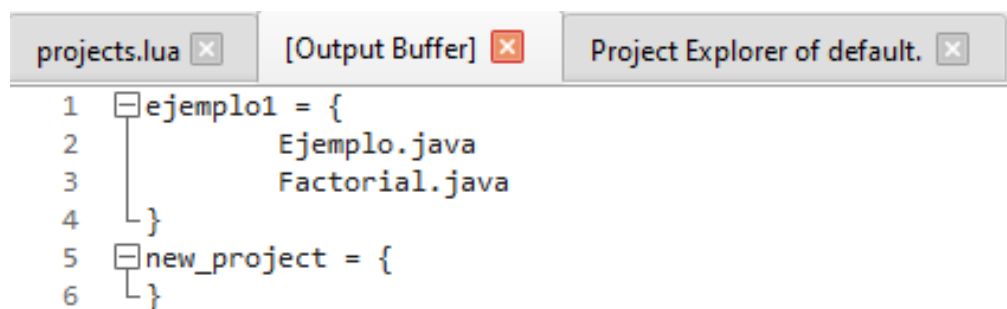 projects.lua [Output Buffer] Project Explorer of default.
1 ejemplo1 = {
2 Ejemplo.java
3 Factorial.java
4 }
5 new_project = {
6 }